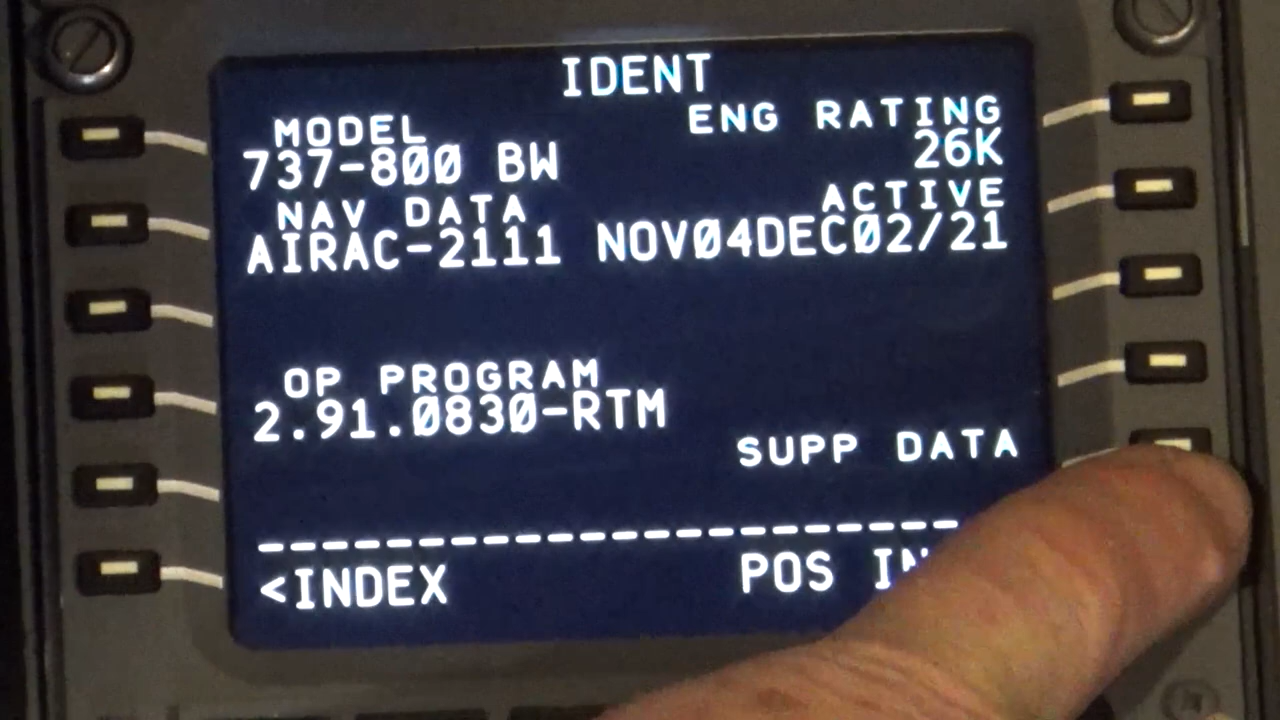 IDENT
MODEL ENG RATING
737-800 BW 26K
NAV DATA ACTIVE
AIRAC-2111 NOV04DEC02/21
OP PROGRAM
2.91.0830-RTM
SUPP DATA
<INDEX POS